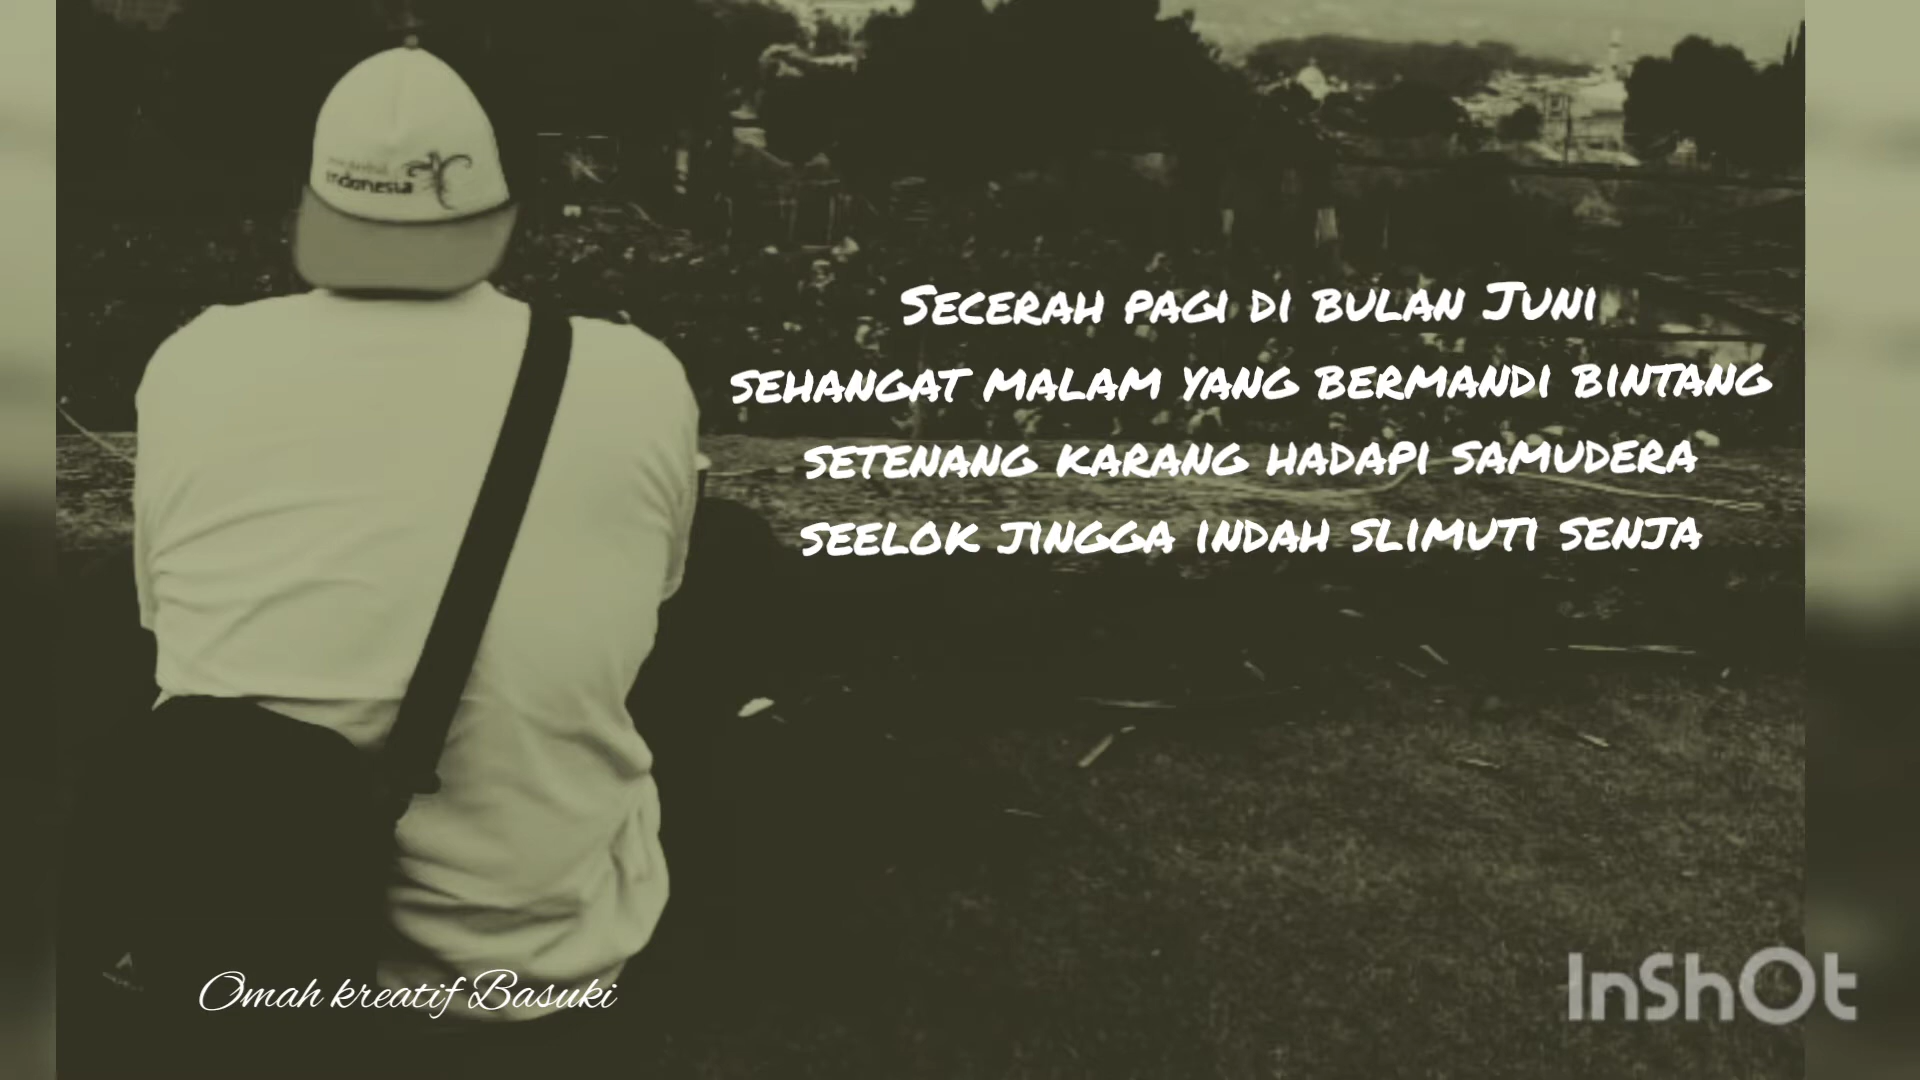 indonesia
Secerah pagi di bulan Juni
sehangat malam yang bermandi bintang
setenang karang hadapi samudera
seelok jingga indah slimuti senja
Omah kreatif Basuki
InShOt